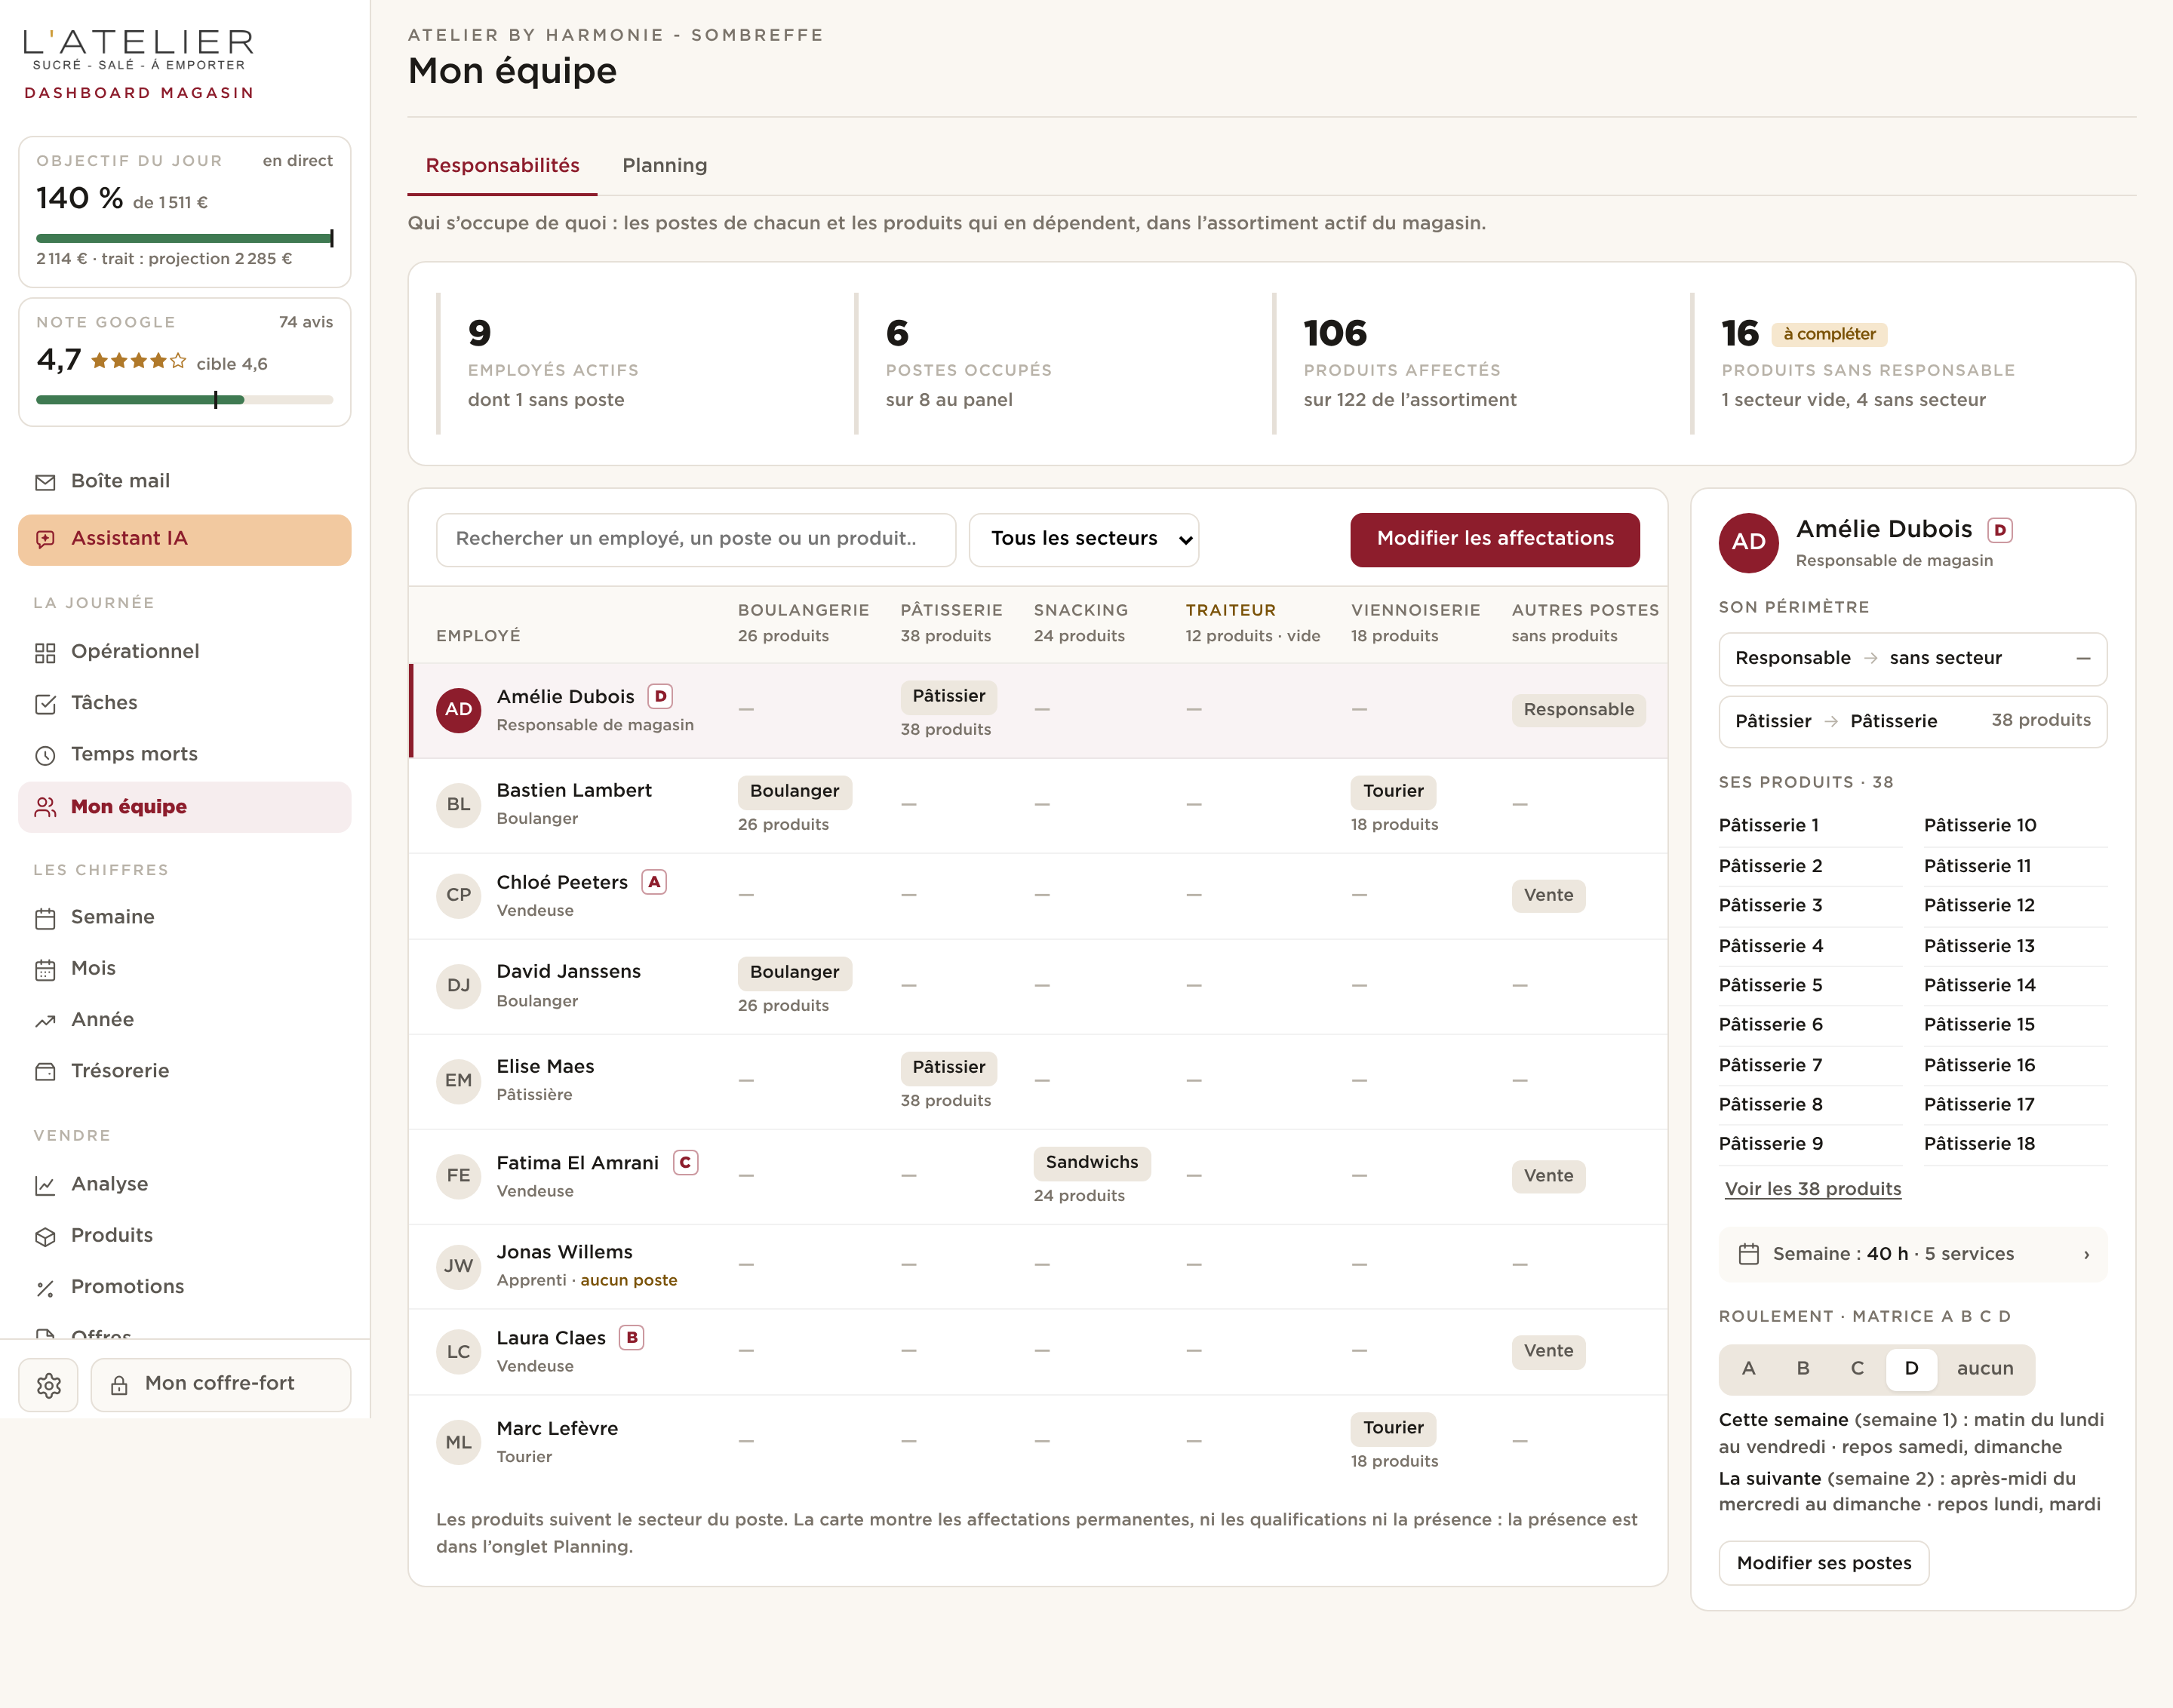 L'ATELIER
SUCRÉ - SALÉ - À EMPORTER
DASHBOARD MAGASIN
OBJECTIF DU JOUR en direct
140 % de 1 511 €
2 114 € · trait : projection 2 285 €
NOTE GOOGLE 74 avis
4,7 ★★★★☆ cible 4,6
Boîte mail
Assistant IA
LA JOURNÉE
Opérationnel
Tâches
Temps morts
Mon équipe
LES CHIFFRES
Semaine
Mois
Année
Trésorerie
VENDRE
Analyse
Produits
Promotions
Offres
Mon coffre-fort
ATELIER BY HARMONIE - SOMBREFFE
Mon équipe
Responsabilités Planning
Qui s’occupe de quoi : les postes de chacun et les produits qui en dépendent, dans l’assortiment actif du magasin.
9
EMPLOYÉS ACTIFS
dont 1 sans poste
6
POSTES OCCUPÉS
sur 8 au panel
106
PRODUITS AFFECTÉS
sur 122 de l’assortiment
16 à compléter
PRODUITS SANS RESPONSABLE
1 secteur vide, 4 sans secteur
Rechercher un employé, un poste ou un produit.. Tous les secteurs Modifier les affectations
BOULANGERIE PÂTISSERIE SNACKING TRAITEUR VIENNOISERIE AUTRES POSTES
EMPLOYÉ 26 produits 38 produits 24 produits 12 produits · vide 18 produits sans produits
AD Amélie Dubois D — Pâtissier — — — Responsable
Responsable de magasin 38 produits
BL Bastien Lambert Boulanger — — — Tourier —
Boulanger 26 produits 18 produits
CP Chloé Peeters A — — — — — Vente
Vendeuse
DJ David Janssens Boulanger — — — — —
Boulanger 26 produits
EM Elise Maes — Pâtissier — — — —
Pâtissière 38 produits
FE Fatima El Amrani C — — Sandwichs — — Vente
Vendeuse 24 produits
JW Jonas Willems — — — — — —
Apprenti · aucun poste
LC Laura Claes B — — — — — Vente
Vendeuse
ML Marc Lefèvre — — — — Tourier —
Tourier 18 produits
Les produits suivent le secteur du poste. La carte montre les affectations permanentes, ni les qualifications ni la présence : la présence est
dans l’onglet Planning.
AD Amélie Dubois D
Responsable de magasin
SON PÉRIMÈTRE
Responsable → sans secteur —
Pâtissier → Pâtisserie 38 produits
SES PRODUITS · 38
Pâtisserie 1 Pâtisserie 10
Pâtisserie 2 Pâtisserie 11
Pâtisserie 3 Pâtisserie 12
Pâtisserie 4 Pâtisserie 13
Pâtisserie 5 Pâtisserie 14
Pâtisserie 6 Pâtisserie 15
Pâtisserie 7 Pâtisserie 16
Pâtisserie 8 Pâtisserie 17
Pâtisserie 9 Pâtisserie 18
Voir les 38 produits
Semaine : 40 h · 5 services ›
ROULEMENT · MATRICE A B C D
A B C D aucun
Cette semaine (semaine 1) : matin du lundi
au vendredi · repos samedi, dimanche
La suivante (semaine 2) : après-midi du
mercredi au dimanche · repos lundi, mardi
Modifier ses postes